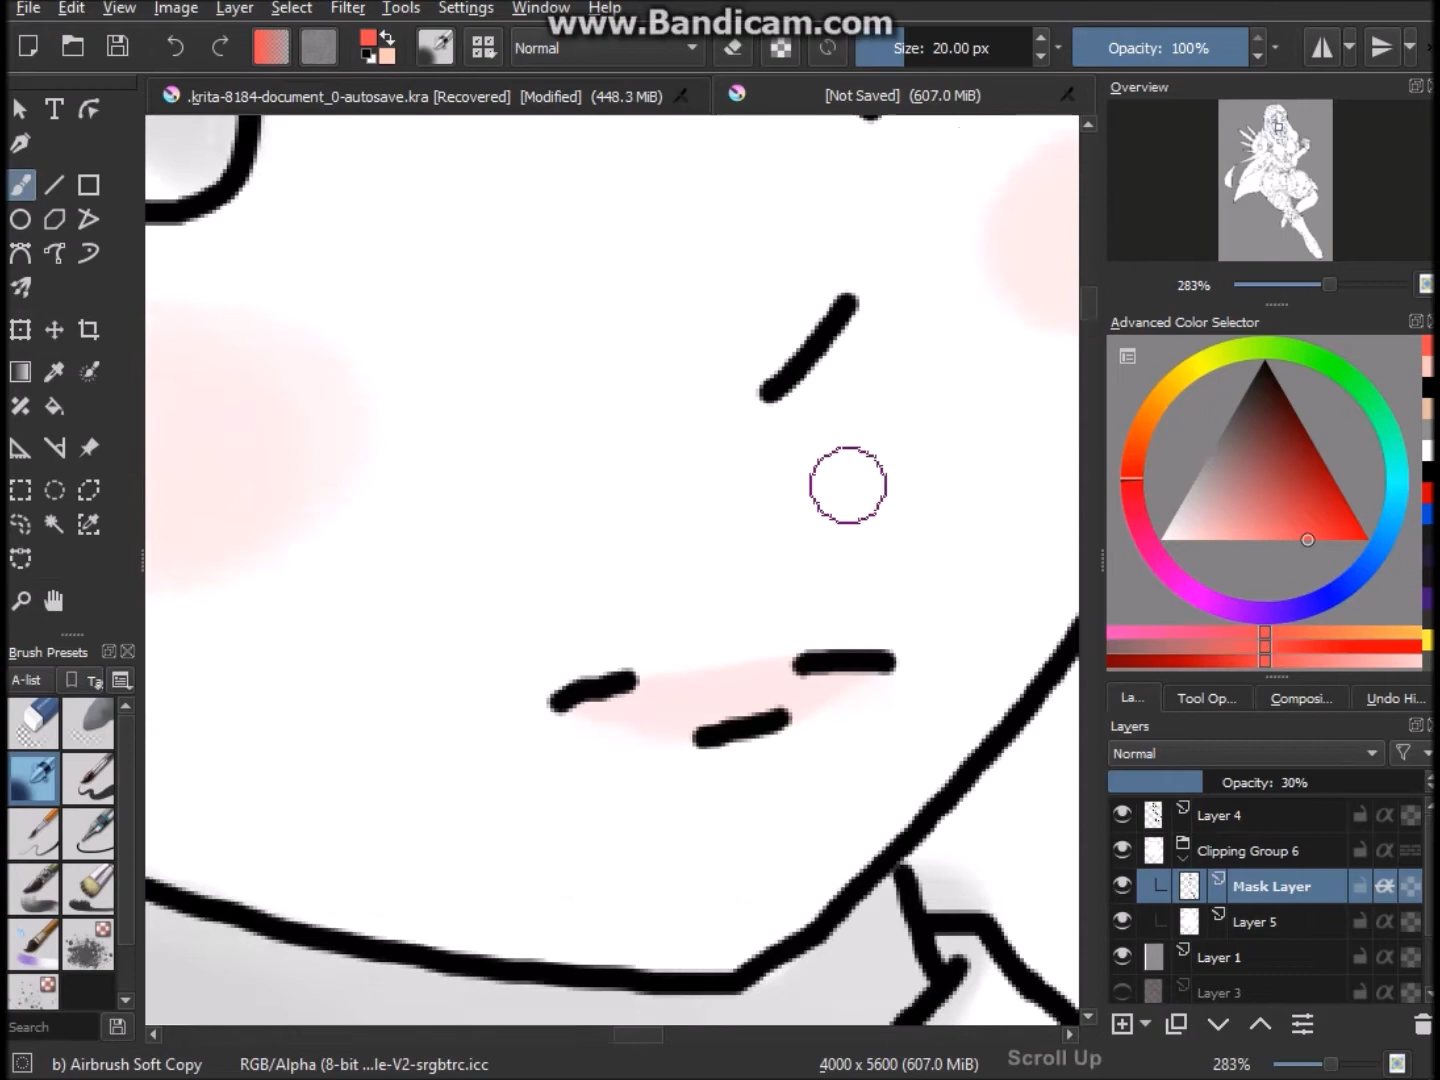 File Edit View Image Layer Select Filter Tools Settings Window Help
www.Bandicam.com
Normal
Size: 20.00 px
Opacity: 100%
.krita-8184-document_0-autosave.kra [Recovered] [Modified] (448.3 MiB)
[Not Saved] (607.0 MiB)
Overview
283%
Advanced Color Selector
Brush Presets
A-list
Ta
La...
Tool Op...
Composi...
Undo Hi...
Layers
Normal
Opacity: 30%
Layer 4
Clipping Group 6
Mask Layer
Layer 5
Layer 1
Layer 3
Search
b) Airbrush Soft Copy
RGB/Alpha (8-bit ...le-V2-srgbtrc.icc
4000 x 5600 (607.0 MiB)
Scroll Up
283%